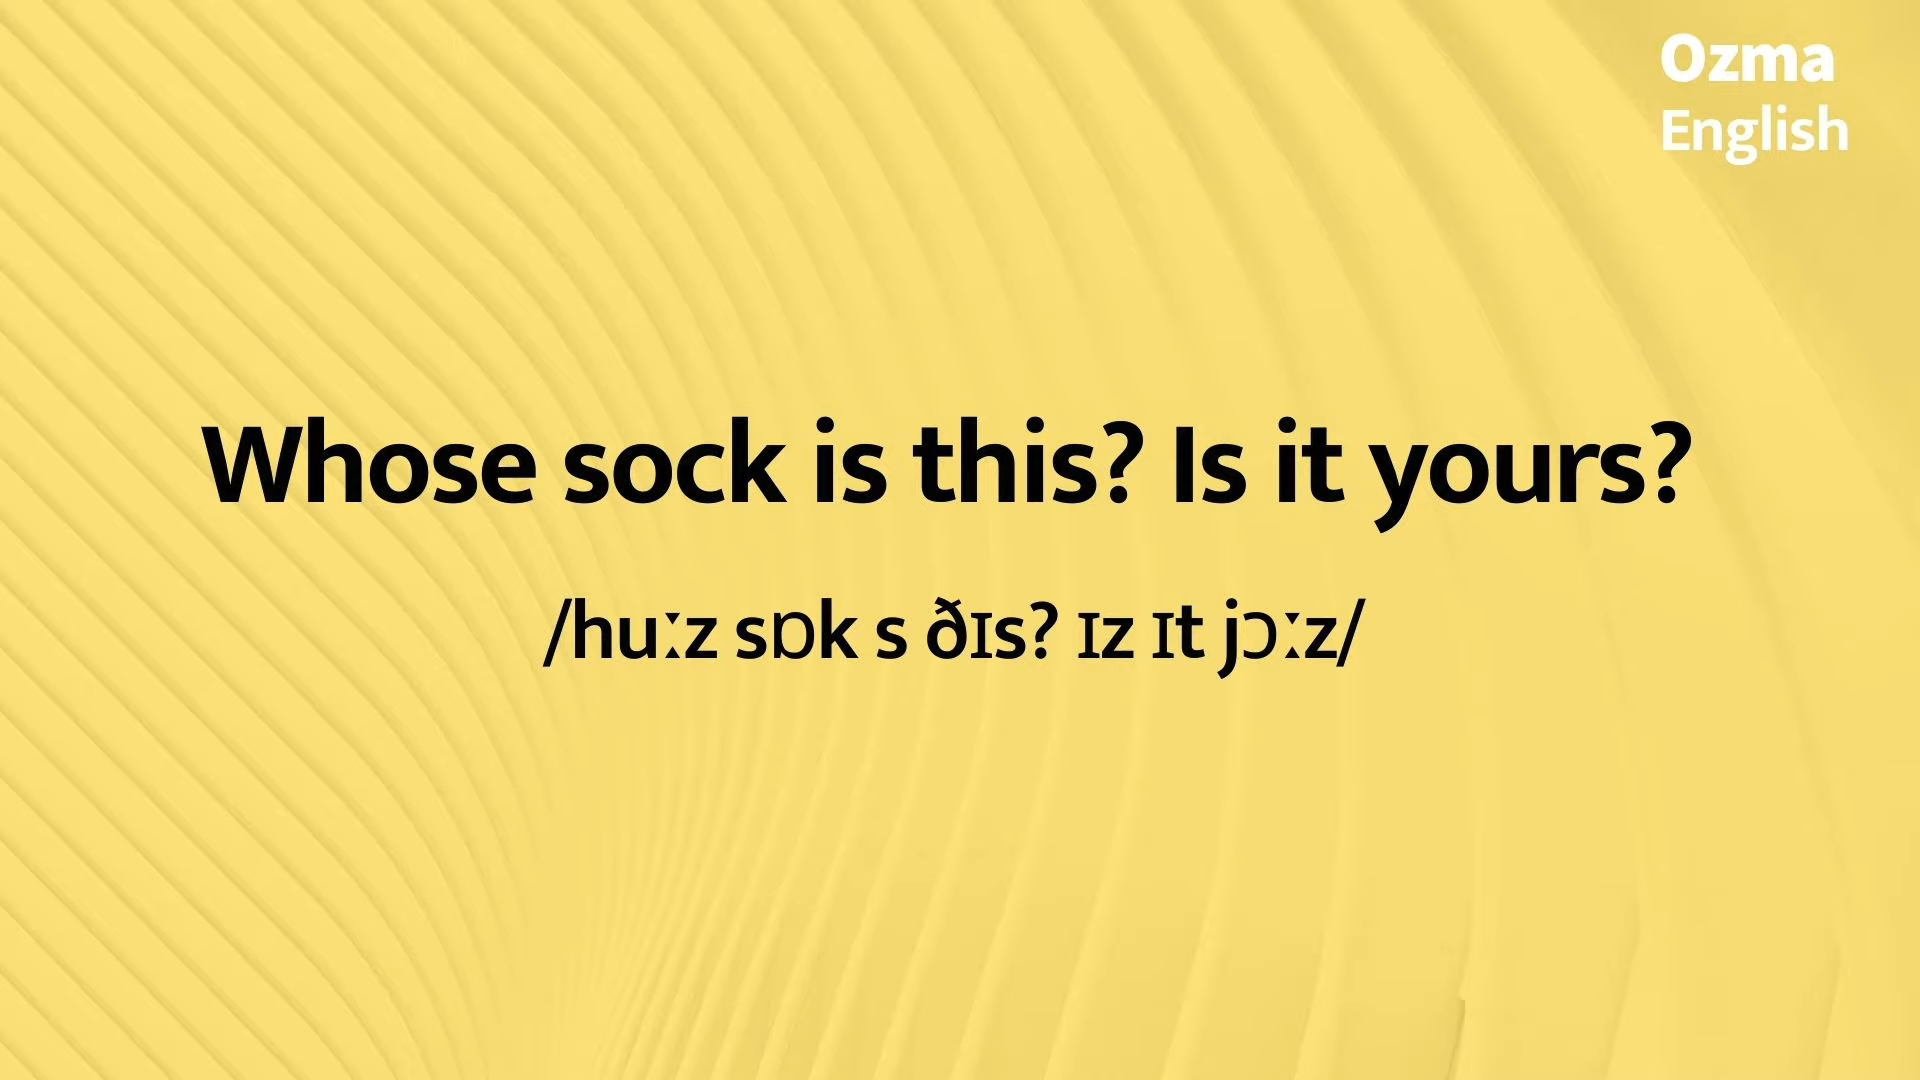 Ozma
English
Whose sock is this? Is it yours?
/huːz sɒk s ðɪs? ɪz ɪt jɔːz/